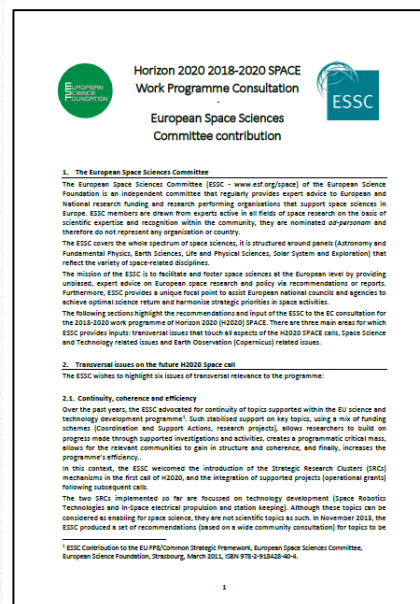 EUROPEAN
SCIENCE
FOUNDATION
Horizon 2020 2018-2020 SPACE
Work Programme Consultation
-
European Space Sciences
Committee contribution
ESSC
1. The European Space Sciences Committee
The European Space Sciences Committee (ESSC - www.esf.org/space) of the European Science
Foundation is an independent committee that regularly provides expert advice to European and
National research funding and research performing organisations that support space sciences in
Europe. ESSC members are drawn from experts active in all fields of space research on the basis of
scientific expertise and recognition within the community, they are nominated ad-personam and
therefore do not represent any organisation or country.
The ESSC covers the whole spectrum of space sciences, it is structured around panels (Astronomy and
Fundamental Physics, Earth Sciences, Life and Physical Sciences, Solar System and Exploration) that
reflect the variety of space-related disciplines.
The mission of the ESSC is to facilitate and foster space sciences at the European level by providing
unbiased, expert advice on European space research and policy via recommendations or reports.
Furthermore, ESSC provides a unique focal point to assist European national councils and agencies to
achieve optimal science return and harmonise strategic priorities in space activities.
The following sections highlight the recommendations and input of the ESSC to the EC consultation for
the 2018-2020 work programme of Horizon 2020 (H2020) SPACE. There are three main areas for which
ESSC provides inputs: transversal issues that touch all aspects of the H2020 SPACE calls, Space Science
and Technology related issues and Earth Observation (Copernicus) related issues.
2. Transversal issues on the future H2020 Space call
The ESSC wishes to highlight six issues of transversal relevance to the programme:
2.1. Continuity, coherence and efficiency
Over the past years, the ESSC advocated for continuity of topics supported within the EU science and
technology development programme¹. Such stabilised support on key topics, using a mix of funding
schemes (Coordination and Support Actions, research projects), allows researchers to build on
progress made through supported investigations and activities, creates a programmatic critical mass,
allows for the relevant communities to gain in structure and coherence, and finally, increases the
programme's efficiency..
In this context, the ESSC welcomed the introduction of the Strategic Research Clusters (SRCs)
mechanisms in the first call of H2020, and the integration of supported projects (operational grants)
following subsequent calls.
The two SRCs implemented so far are focussed on technology development (Space Robotics
Technologies and In-Space electrical propulsion and station keeping). Although these topics can be
considered as enabling for space science, they are not scientific topics as such. In November 2013, the
ESSC produced a set of recommendations (based on a wide community consultation) for topics to be
¹ ESSC Contribution to the EU FP8/Common Strategic Framework, European Space Sciences Committee,
European Science Foundation, Strasbourg, March 2011, ISBN 978-2-918428-40-4.
1